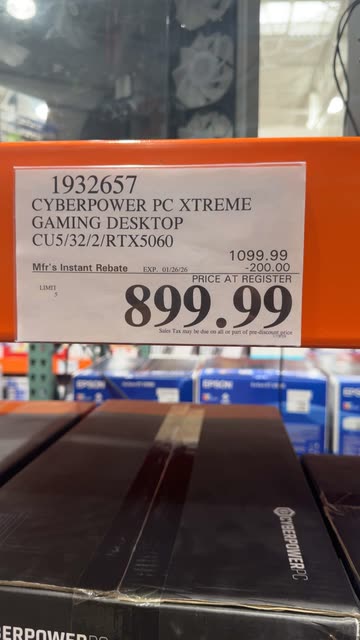 1932657
CYBERPOWER PC XTREME
GAMING DESKTOP
CU5/32/2/RTX5060
1099.99
Mfr's Instant Rebate EXP. 01/26/26 -200.00
PRICE AT REGISTER
LIMIT
5
899.99
Sales Tax may be due on all or part of pre-discount price
EPSON
EPSON
CYBERPOWERPC
BERPOWERPC